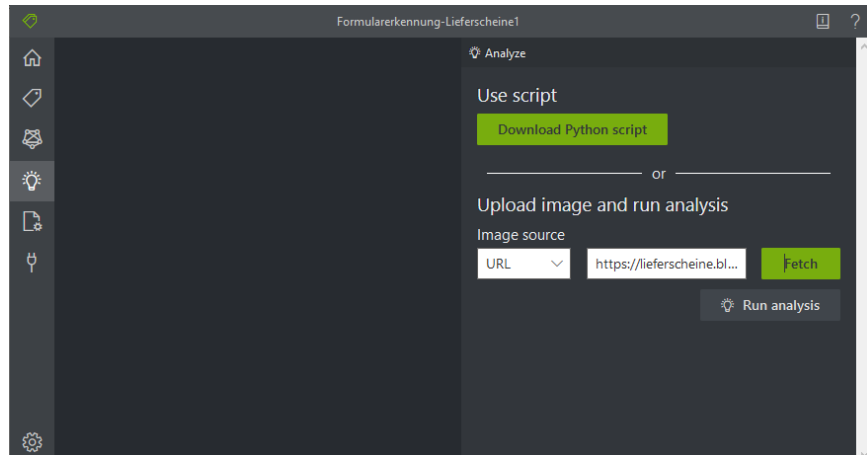 Formularerkennung-Lieferscheine1
?
Analyze
Use script
Download Python script
or
Upload image and run analysis
Image source
URL
https://lieferscheine.bl...
Fetch
Run analysis